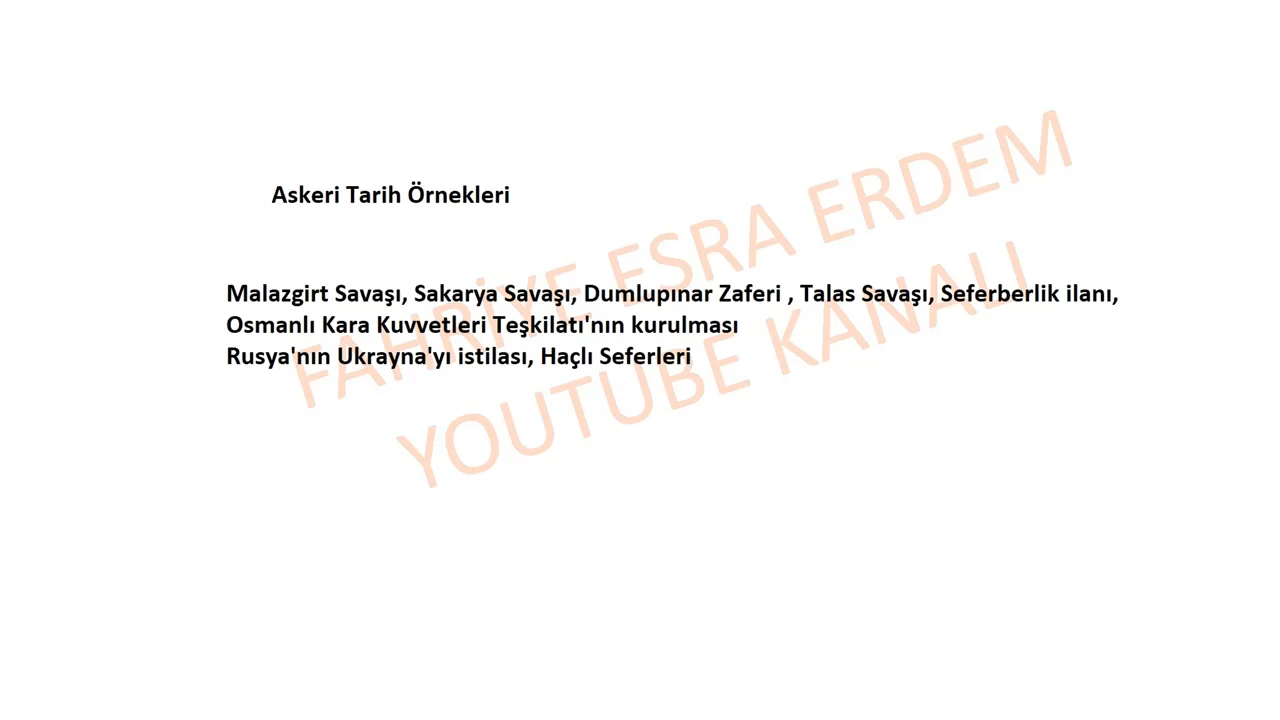 Askeri Tarih Örnekleri
Malazgirt Savaşı, Sakarya Savaşı, Dumlupınar Zaferi , Talas Savaşı, Seferberlik ilanı,
Osmanlı Kara Kuvvetleri Teşkilatı'nın kurulması
Rusya'nın Ukrayna'yı istilası, Haçlı Seferleri
FAHRİYE ESRA ERDEM
YOUTUBE KANALI